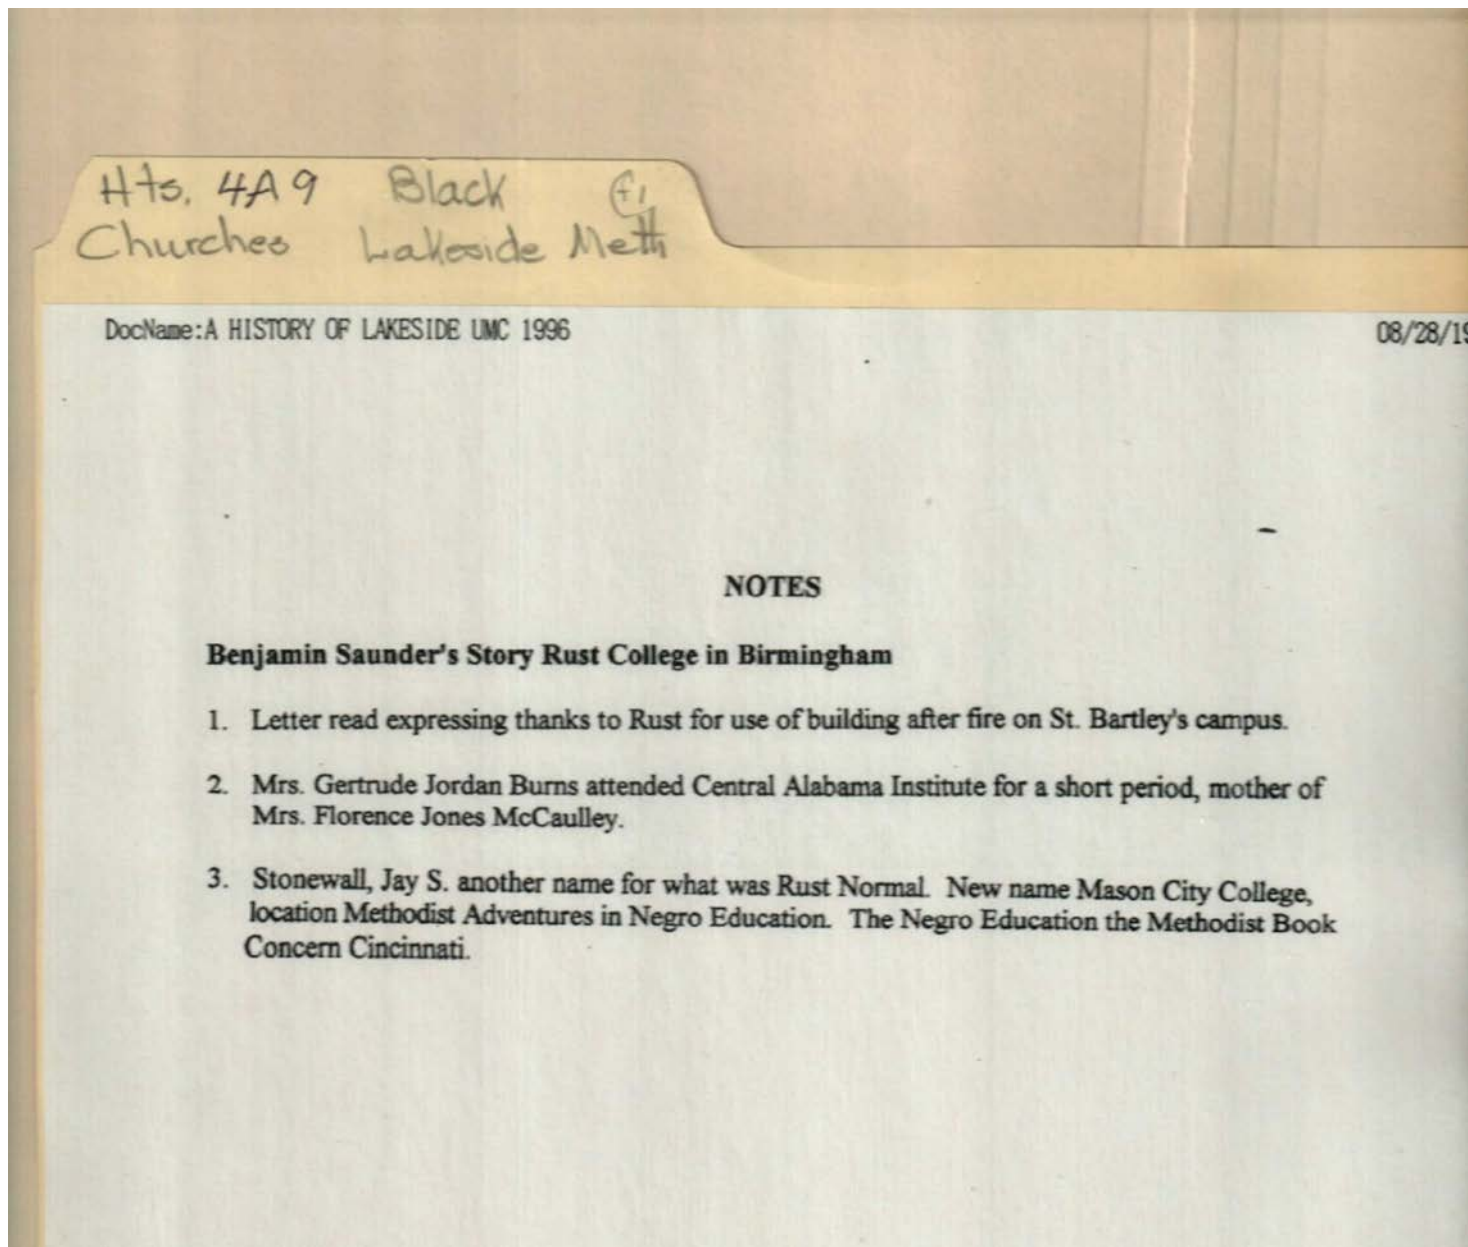 Hts. 4A9 Black f1
Churches Lakeside Meth
DocName:A HISTORY OF LAKESIDE UMC 1996 08/28/19
NOTES
Benjamin Saunder's Story Rust College in Birmingham
1. Letter read expressing thanks to Rust for use of building after fire on St. Bartley's campus.
2. Mrs. Gertrude Jordan Burns attended Central Alabama Institute for a short period, mother of
Mrs. Florence Jones McCaulley.
3. Stonewall, Jay S. another name for what was Rust Normal. New name Mason City College,
location Methodist Adventures in Negro Education. The Negro Education the Methodist Book
Concern Cincinnati.